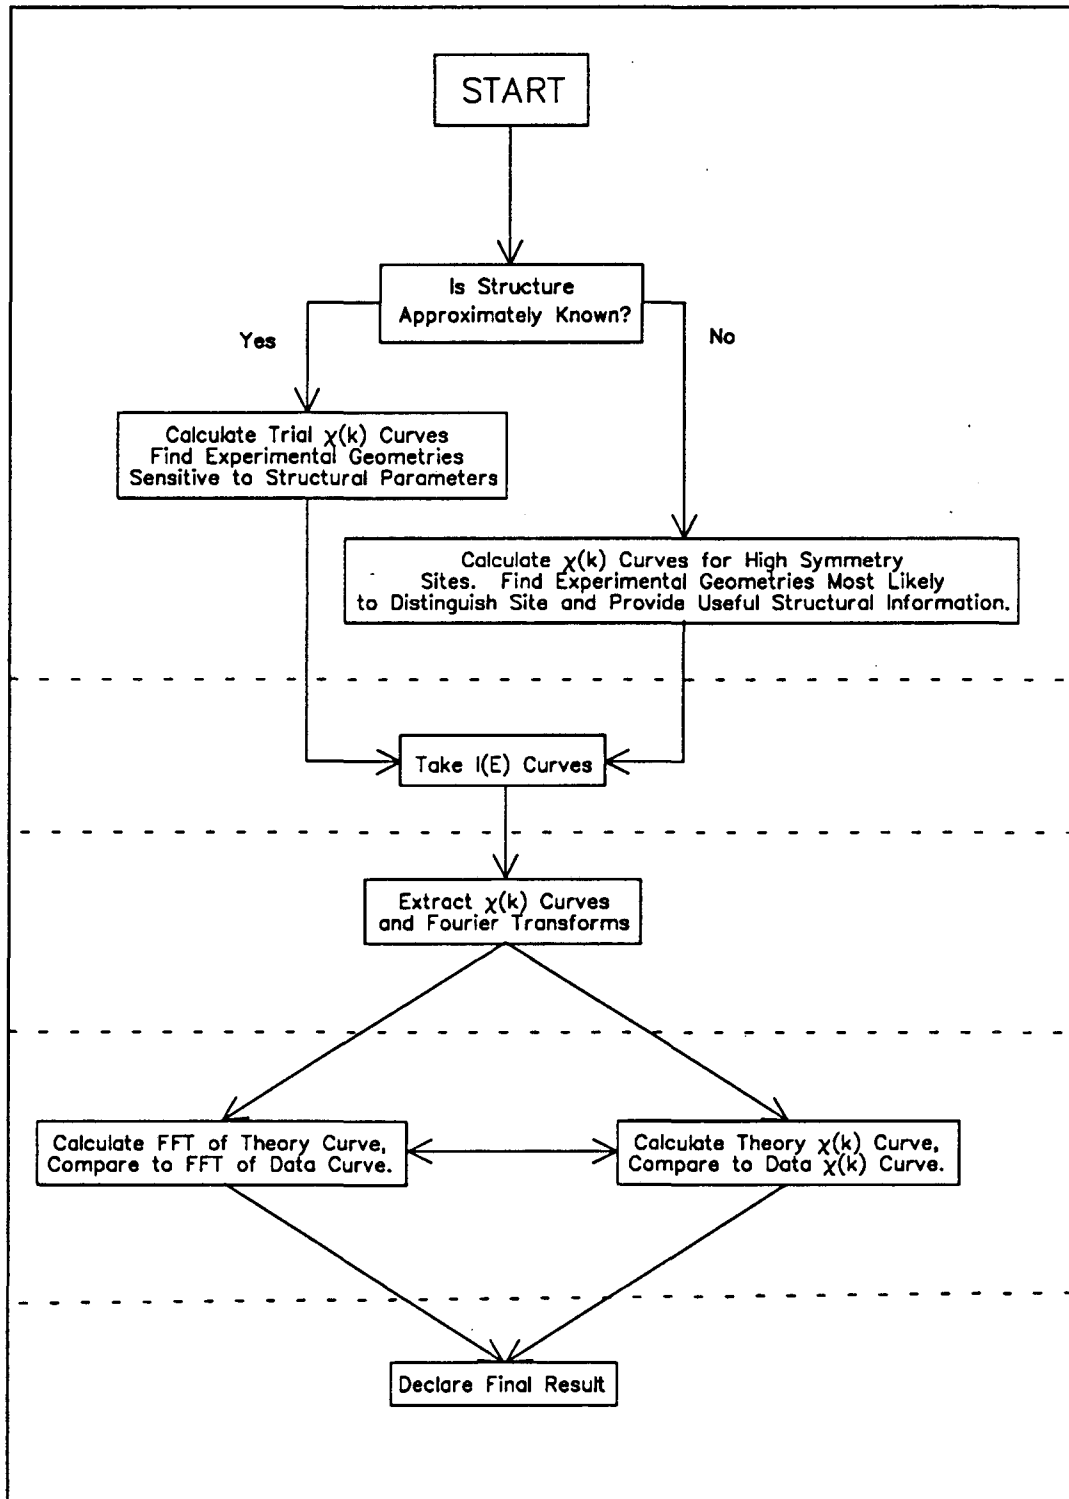 START
Is Structure
Approximately Known?
Yes
No
Calculate Trial χ(k) Curves
Find Experimental Geometries
Sensitive to Structural Parameters
Calculate χ(k) Curves for High Symmetry
Sites. Find Experimental Geometries Most Likely
to Distinguish Site and Provide Useful Structural Information.
Take I(E) Curves
Extract χ(k) Curves
and Fourier Transforms
Calculate FFT of Theory Curve,
Compare to FFT of Data Curve.
Calculate Theory χ(k) Curve,
Compare to Data χ(k) Curve.
Declare Final Result